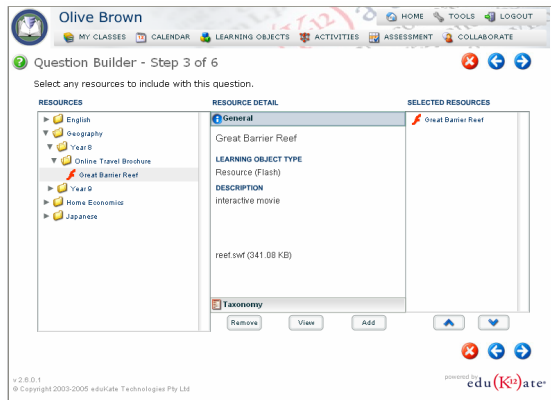 Olive Brown
HOME TOOLS LOGOUT
MY CLASSES CALENDAR LEARNING OBJECTS ACTIVITIES ASSESSMENT COLLABORATE
Question Builder - Step 3 of 6
Select any resources to include with this question.
RESOURCES RESOURCE DETAIL SELECTED RESOURCES
English
Geography
Year 8
Online Travel Brochure
Great Barrier Reef
Year 9
Home Economics
Japanese
General
Great Barrier Reef
LEARNING OBJECT TYPE
Resource (Flash)
DESCRIPTION
interactive movie
reef.swf (341.08 KB)
Taxonomy
Remove View Add
Great Barrier Reef
v 2.6.0.1
© Copyright 2003-2005 eduKate Technologies Pty Ltd
powered by
edu(K12)ate